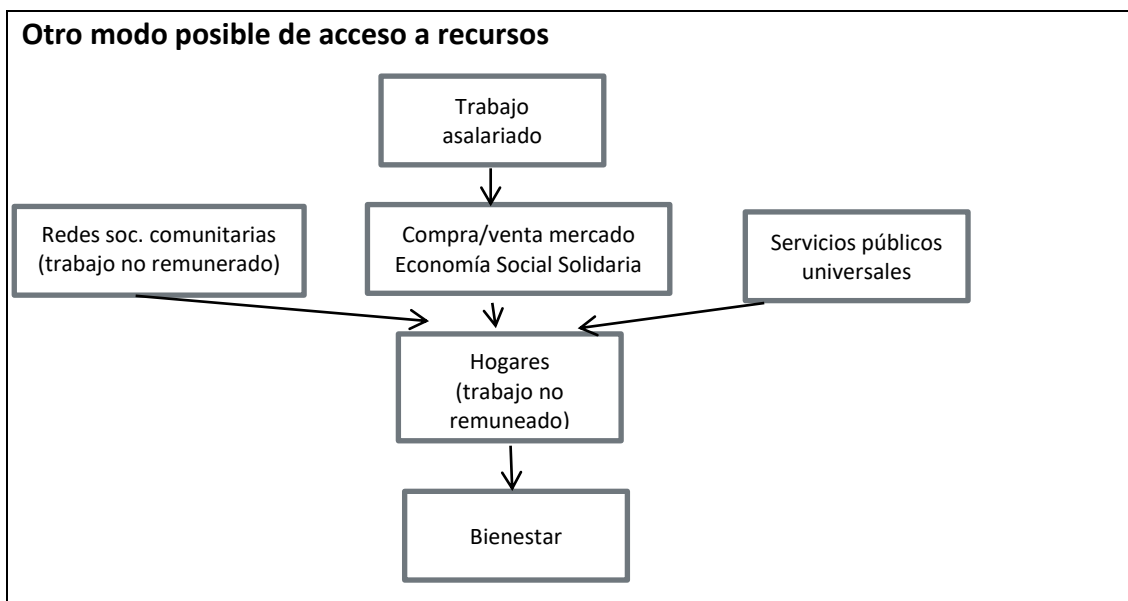 Otro modo posible de acceso a recursos
Trabajo
asalariado
Redes soc. comunitarias
(trabajo no remunerado)
Compra/venta mercado
Economía Social Solidaria
Servicios públicos
universales
Hogares
(trabajo no
remuneado)
Bienestar